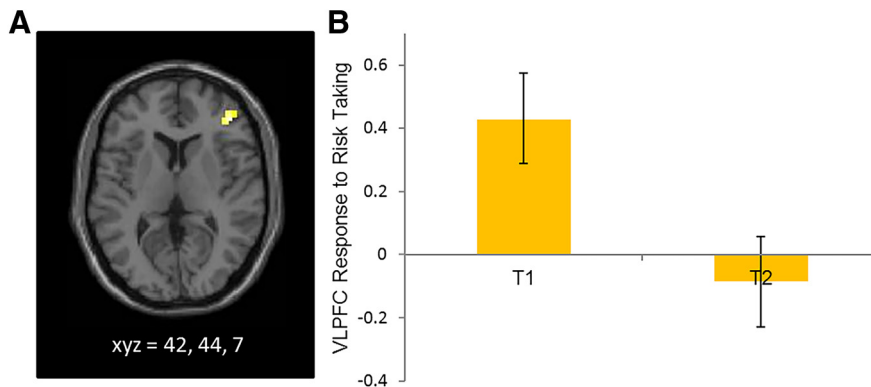 A
xyz = 42, 44, 7
B
VLPFC Response to Risk Taking
0.6
0.4
0.2
0
-0.2
-0.4
T1
T2